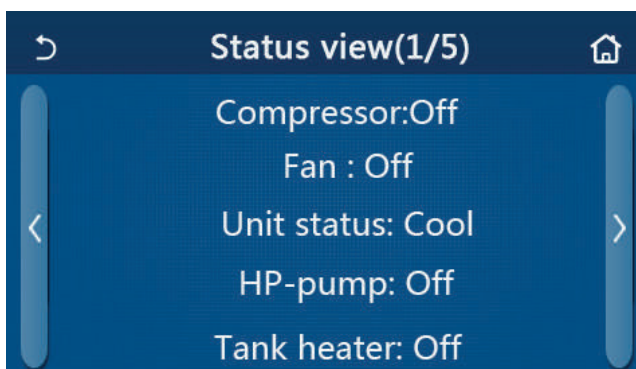 Status view(1/5)
Compressor:Off
Fan : Off
Unit status: Cool
HP-pump: Off
Tank heater: Off